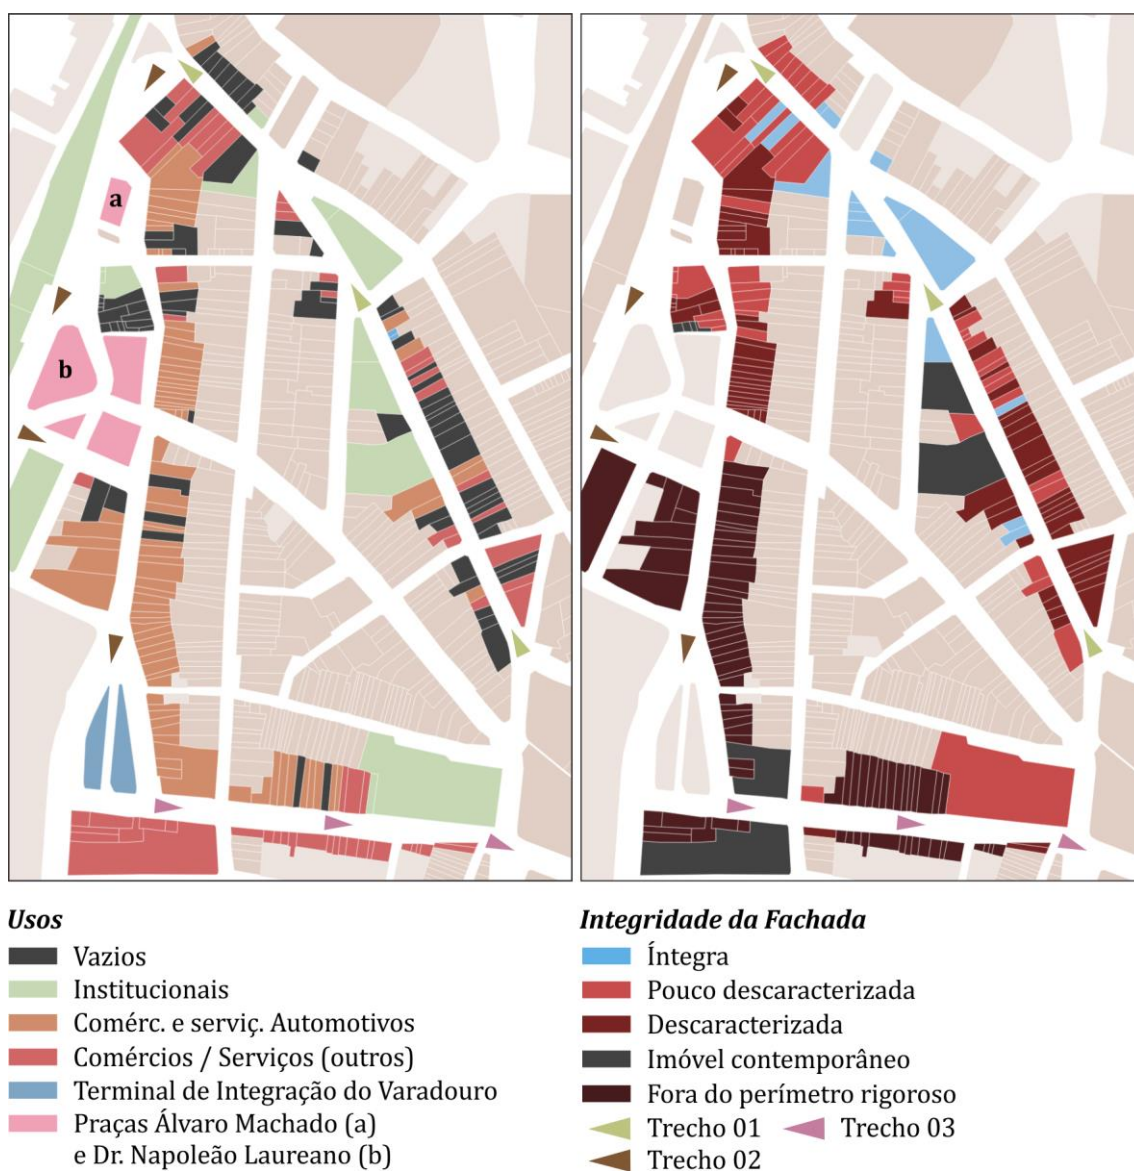 a
b
Usos
Vazios
Institucionais
Comérc. e serviç. Automotivos
Comércios / Serviços (outros)
Terminal de Integração do Varadouro
Praças Álvaro Machado (a)
e Dr. Napoleão Laureano (b)
Integridade da Fachada
Íntegra
Pouco descaracterizada
Descaracterizada
Imóvel contemporâneo
Fora do perímetro rigoroso
Trecho 01 Trecho 03
Trecho 02